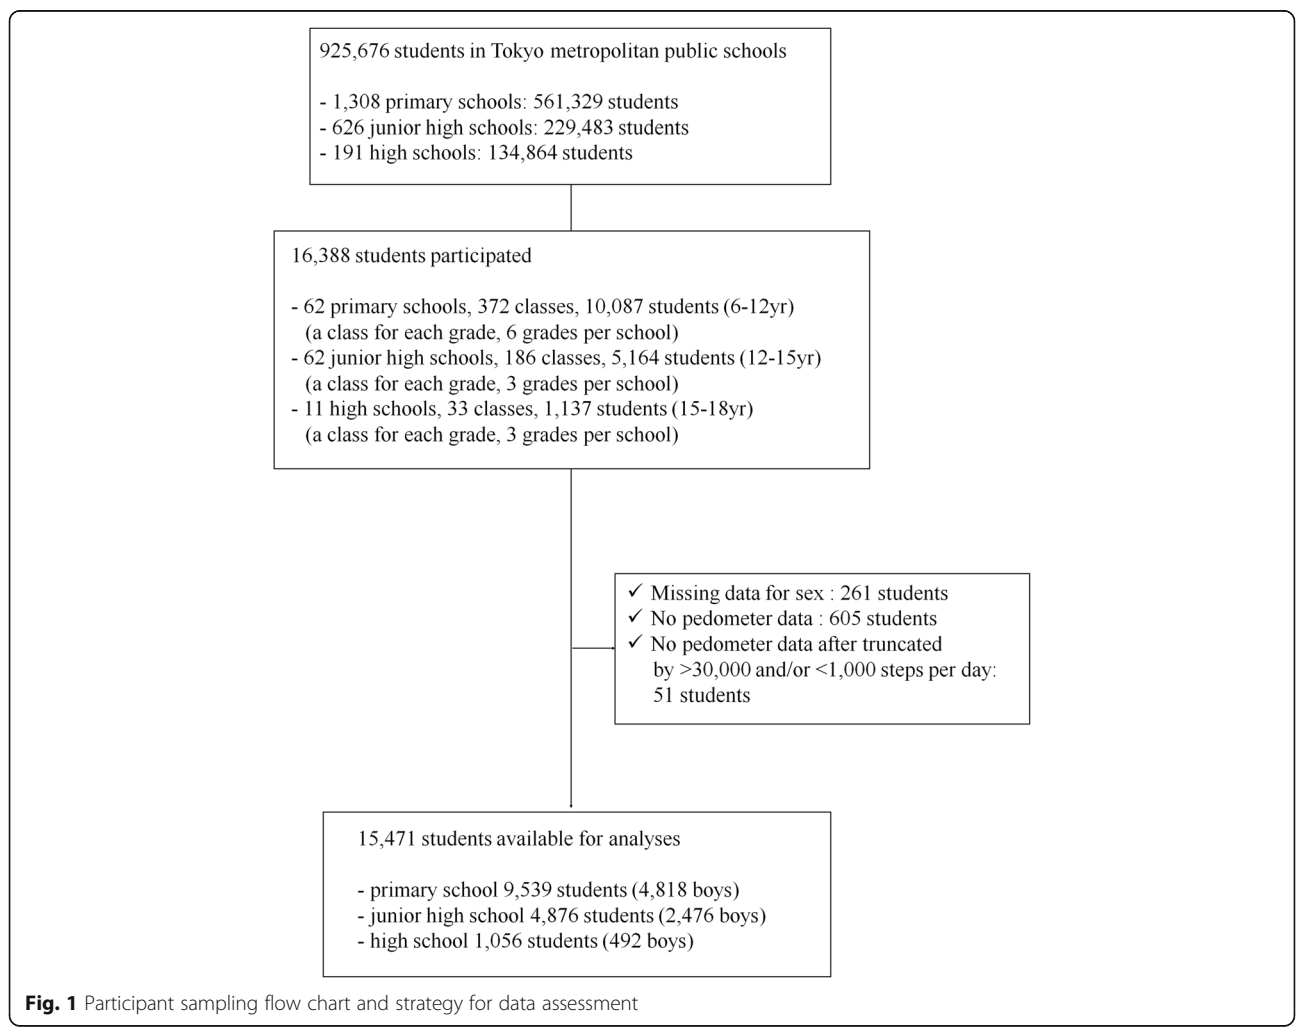 925,676 students in Tokyo metropolitan public schools
- 1,308 primary schools: 561,329 students
- 626 junior high schools: 229,483 students
- 191 high schools: 134,864 students
16,388 students participated
- 62 primary schools, 372 classes, 10,087 students (6-12yr)
(a class for each grade, 6 grades per school)
- 62 junior high schools, 186 classes, 5,164 students (12-15yr)
(a class for each grade, 3 grades per school)
- 11 high schools, 33 classes, 1,137 students (15-18yr)
(a class for each grade, 3 grades per school)
✓ Missing data for sex : 261 students
✓ No pedometer data : 605 students
✓ No pedometer data after truncated
by >30,000 and/or <1,000 steps per day:
51 students
15,471 students available for analyses
- primary school 9,539 students (4,818 boys)
- junior high school 4,876 students (2,476 boys)
- high school 1,056 students (492 boys)
Fig. 1 Participant sampling flow chart and strategy for data assessment